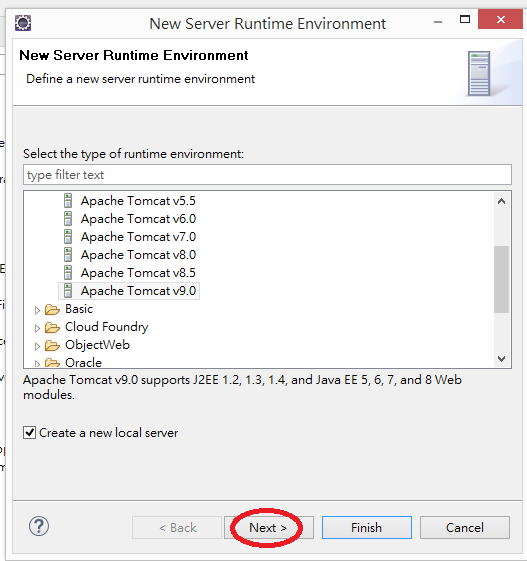 New Server Runtime Environment
New Server Runtime Environment
Define a new server runtime environment
Select the type of runtime environment:
type filter text
Apache Tomcat v5.5
Apache Tomcat v6.0
Apache Tomcat v7.0
Apache Tomcat v8.0
Apache Tomcat v8.5
Apache Tomcat v9.0
Basic
Cloud Foundry
ObjectWeb
Oracle
Apache Tomcat v9.0 supports J2EE 1.2, 1.3, 1.4, and Java EE 5, 6, 7, and 8 Web
modules.
Create a new local server
?
< Back
Next >
Finish
Cancel